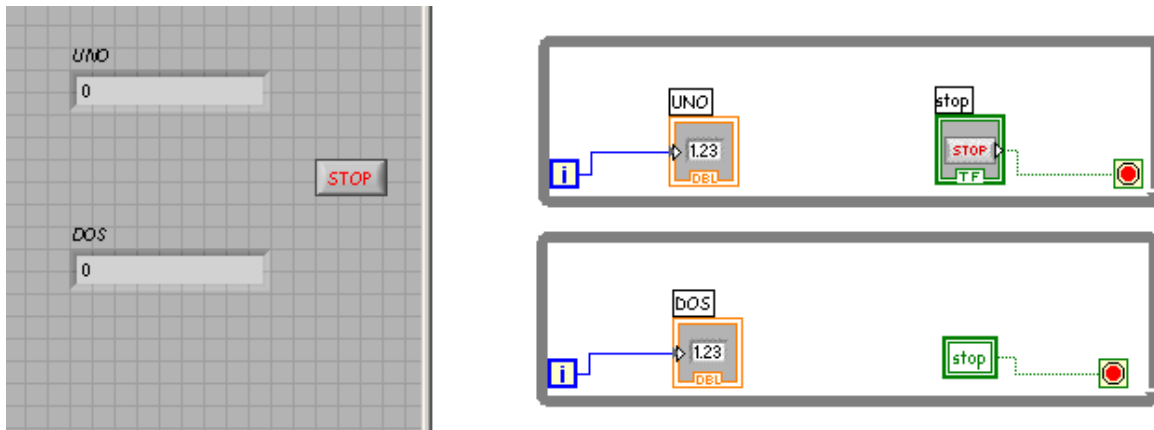 UNO
0
STOP
DOS
0
UNO
1.23
DBL
i
stop
STOP
TF
DOS
1.23
DBL
i
stop